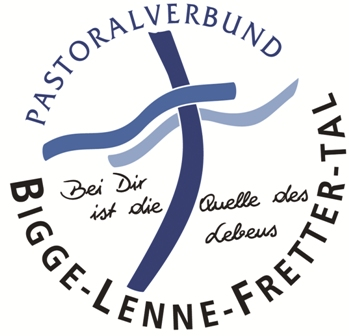 PASTORALVERBUND
Bei Dir
ist die Quelle des
Lebens
BIGGE-LENNE-FRETTER-TAL